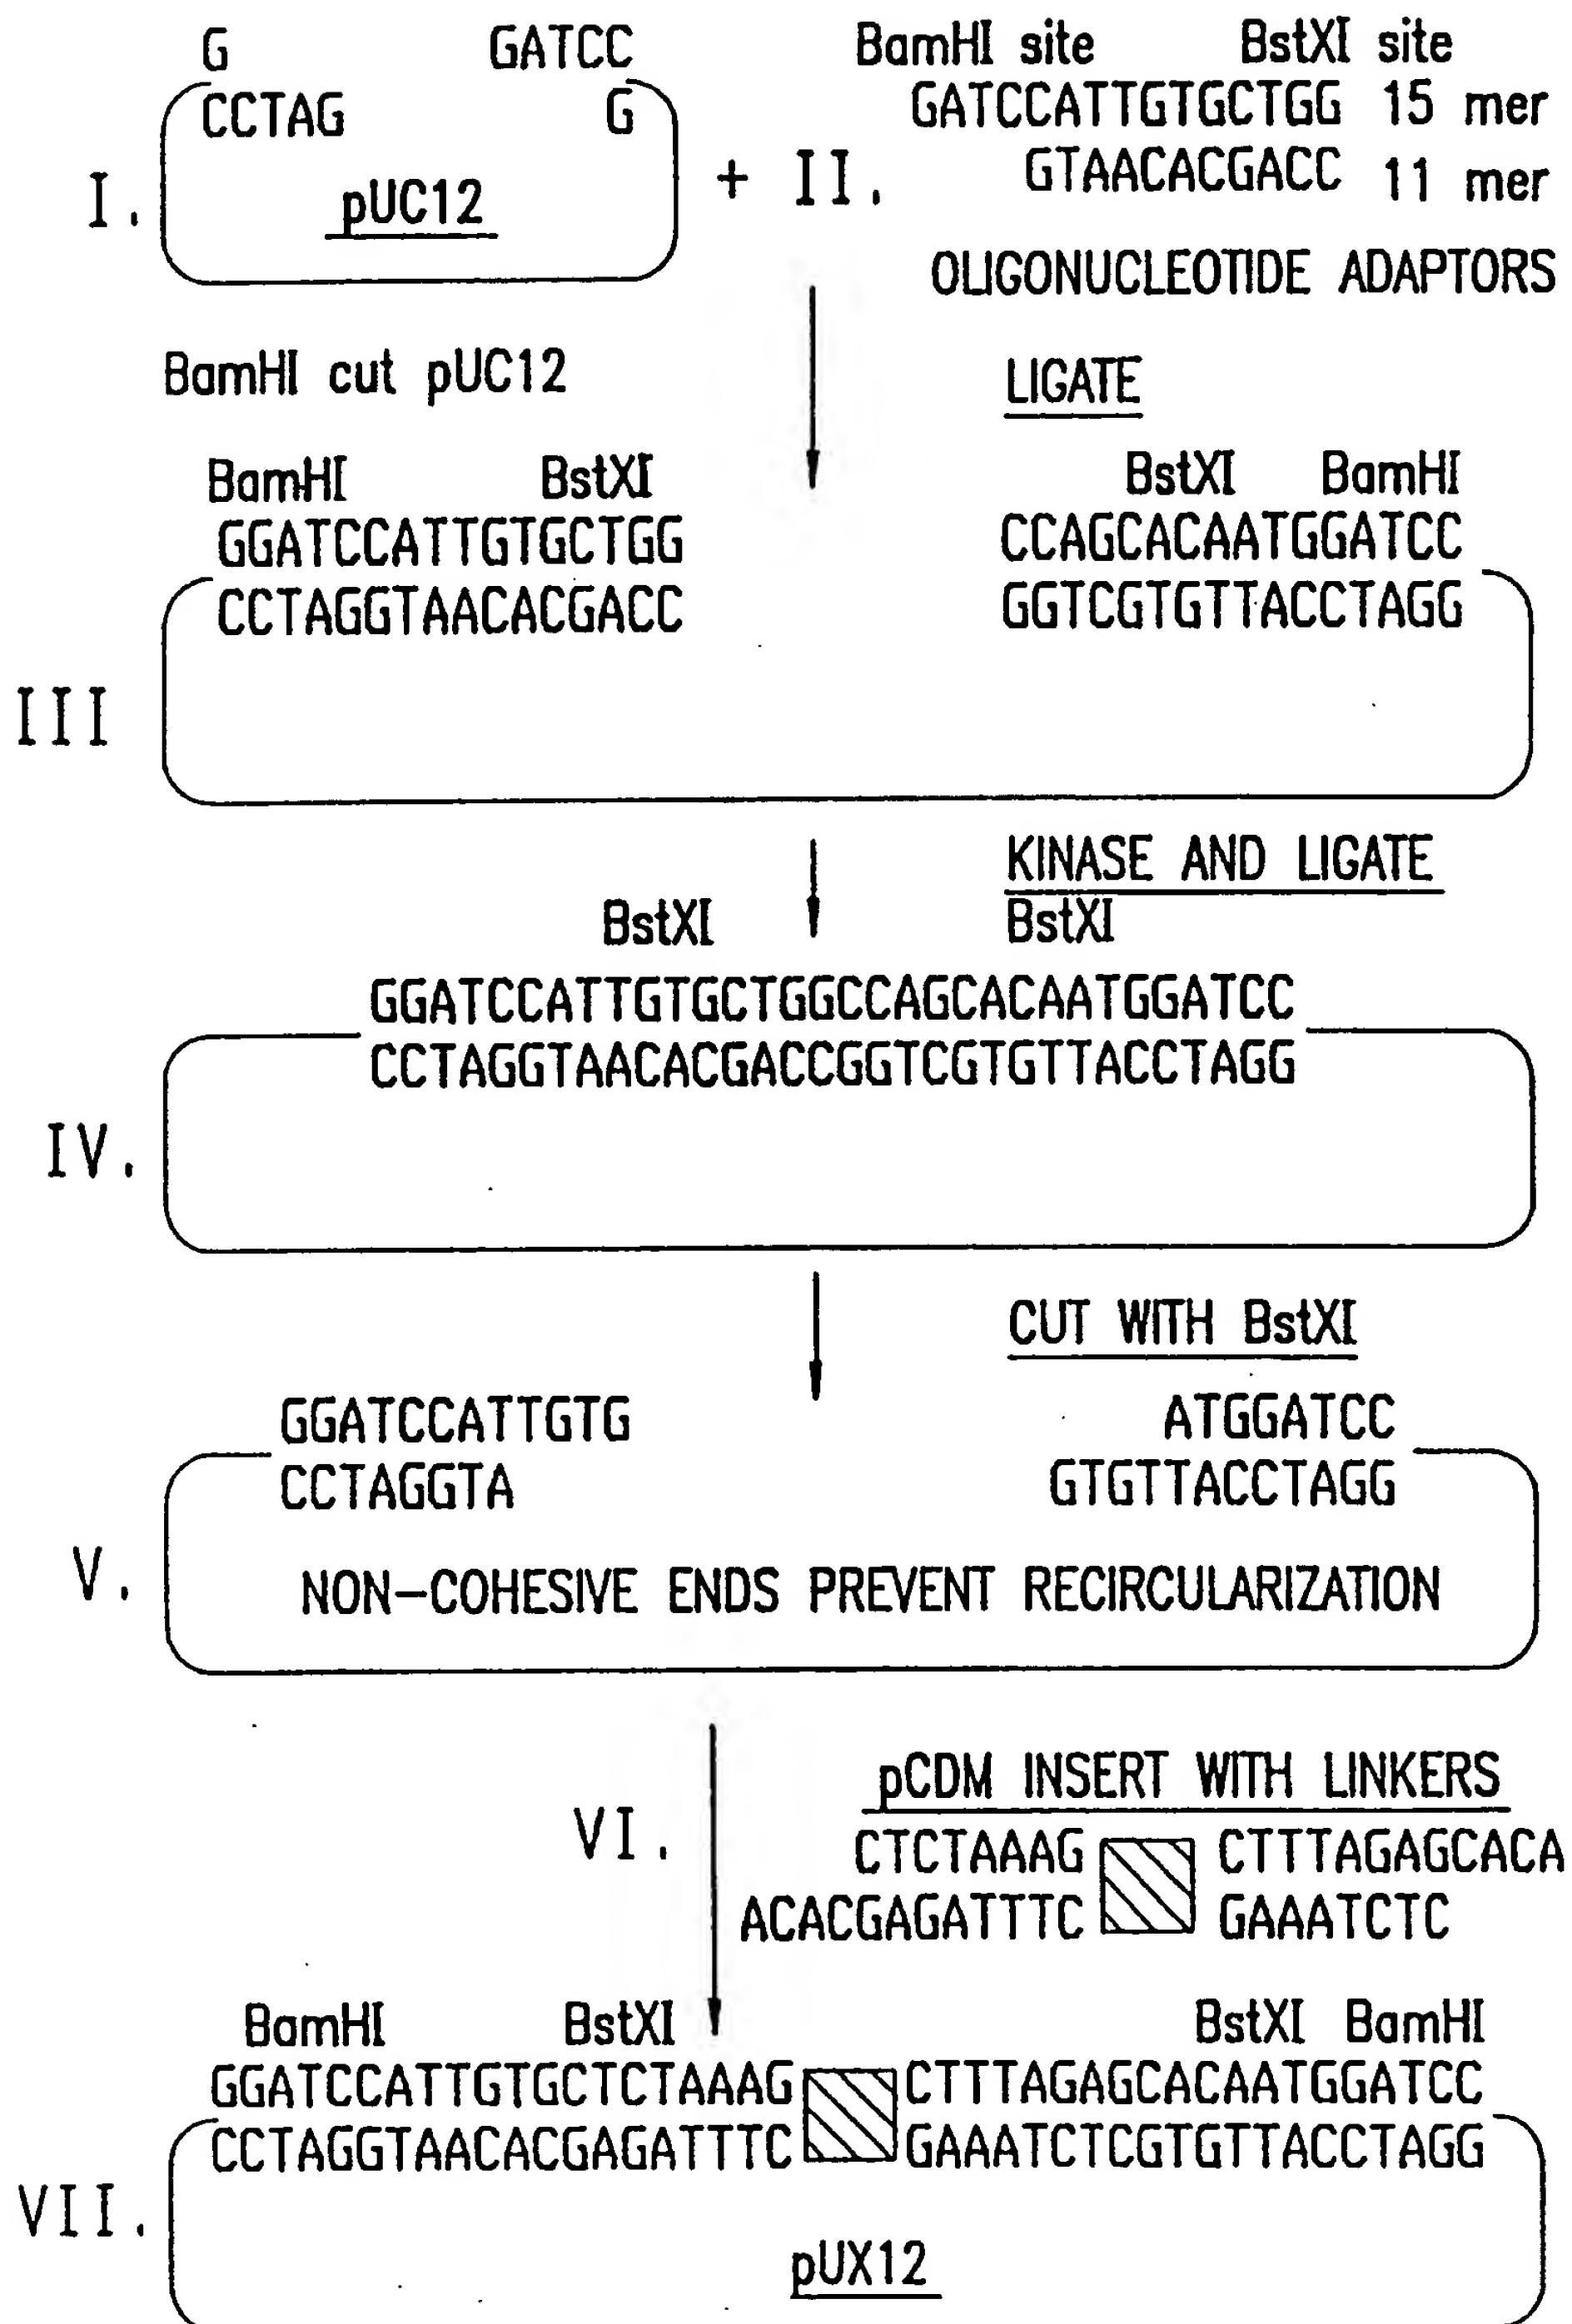 G GATCC BamHI site BstXI site
CCTAG G GATCCATTGTGCTGG 15 mer
I. pUC12 + II. GTAACACGACC 11 mer
OLIGONUCLEOTIDE ADAPTORS
BamHI cut pUC12 LIGATE
BamHI BstXI BstXI BamHI
GGATCCATTGTGCTGG CCAGCACAATGGATCC
CCTAGGTAACACGACC GGTCGTGTTACCTAGG
III
KINASE AND LIGATE
BstXI BstXI
GGATCCATTGTGCTGGCCAGCACAATGGATCC
CCTAGGTAACACGACCGGTCGTGTTACCTAGG
IV.
CUT WITH BstXI
GGATCCATTGTG ATGGATCC
CCTAGGTA GTGTTACCTAGG
V. NON-COHESIVE ENDS PREVENT RECIRCULARIZATION
pCDM INSERT WITH LINKERS
VI. CTCTAAAG CTTTAGAGCACA
ACACGAGATTTC GAAATCTC
BamHI BstXI BstXI BamHI
GGATCCATTGTGCTCTAAAG CTTTAGAGCACAATGGATCC
CCTAGGTAACACGAGATTTC GAAATCTCGTGTTACCTAGG
VII.
pUX12